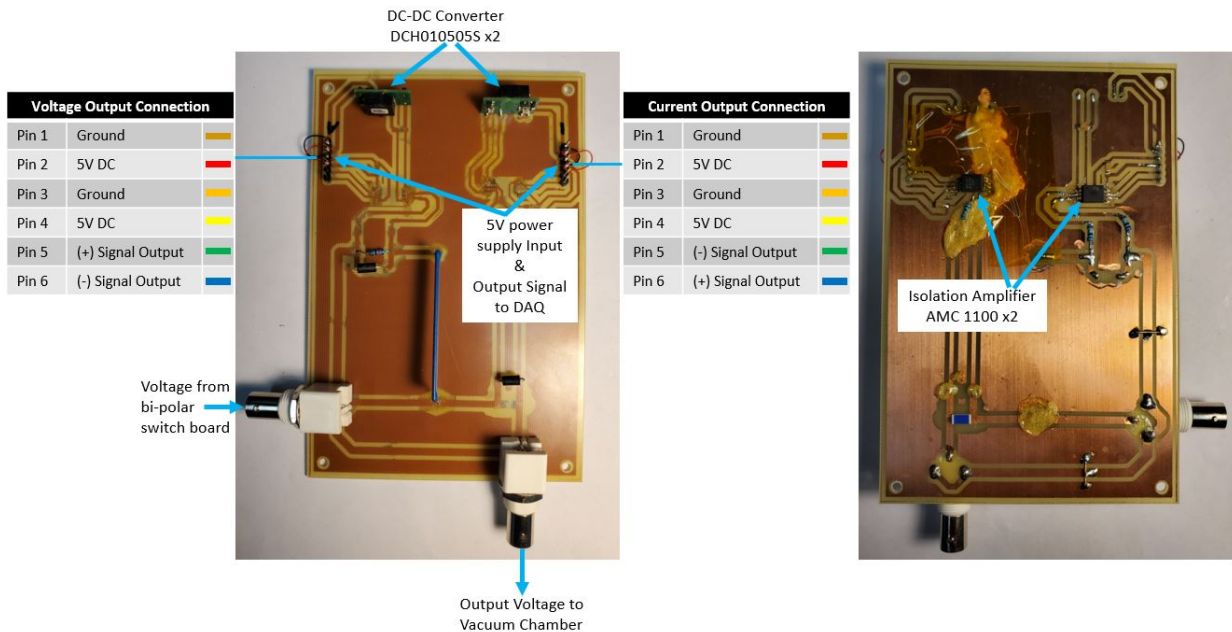 DC-DC Converter
DCH010505S x2
Voltage Output Connection
Pin 1 Ground
Pin 2 5V DC
Pin 3 Ground
Pin 4 5V DC
Pin 5 (+) Signal Output
Pin 6 (-) Signal Output
Current Output Connection
Pin 1 Ground
Pin 2 5V DC
Pin 3 Ground
Pin 4 5V DC
Pin 5 (-) Signal Output
Pin 6 (+) Signal Output
5V power
supply Input
&
Output Signal
to DAQ
Isolation Amplifier
AMC 1100 x2
Voltage from
bi-polar
switch board
Output Voltage to
Vacuum Chamber